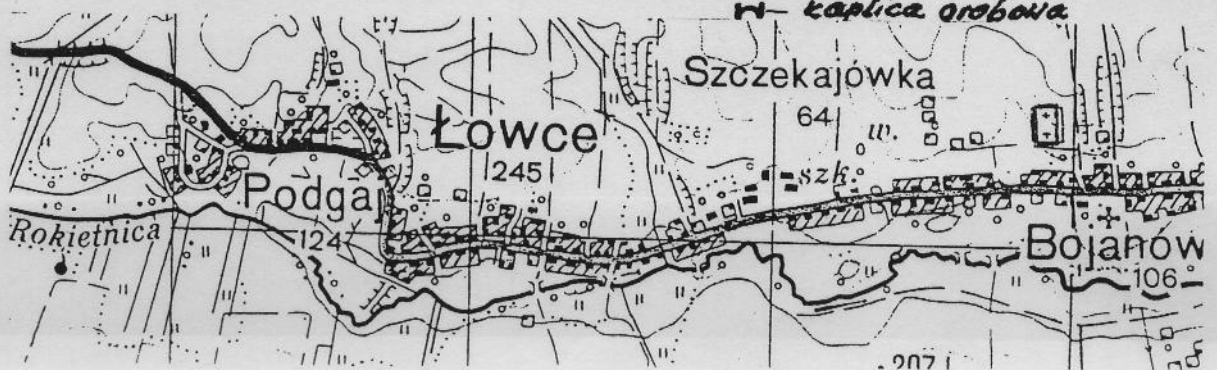 kaplica grobowa
Szczekajówka
64
Łowce
245
w.
szk.
Podgaj
124
Rokietnica
Bojanów
106
207